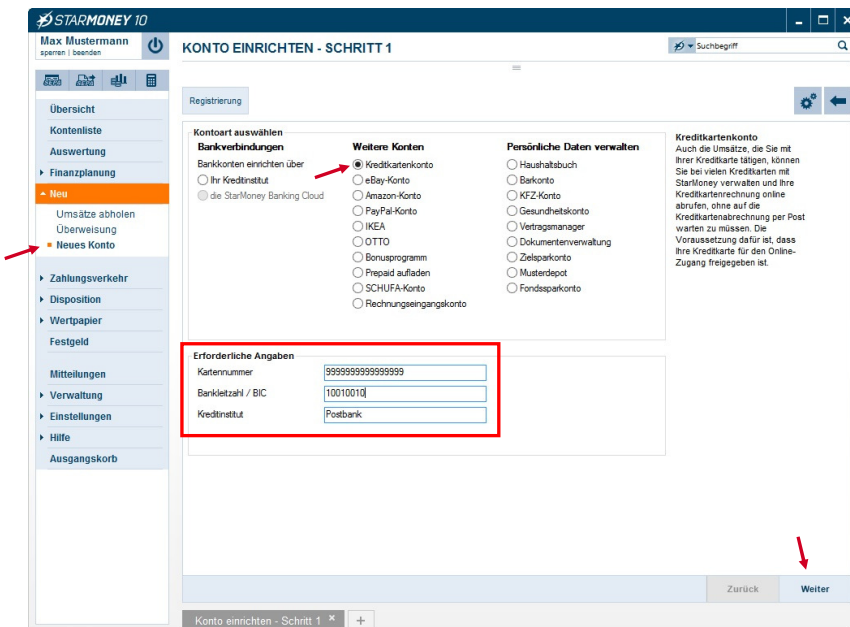 STARMONEY 10
Max Mustermann
sperren | beenden
KONTO EINRICHTEN - SCHRITT 1
Suchbegriff
Registrierung
Übersicht
Kontenliste
Auswertung
Finanzplanung
Neu
Umsätze abholen
Überweisung
Neues Konto
Zahlungsverkehr
Disposition
Wertpapier
Festgeld
Mitteilungen
Verwaltung
Einstellungen
Hilfe
Ausgangskorb
Kontoart auswählen
Bankverbindungen
Bankkonten einrichten über
Ihr Kreditinstitut
die StarMoney Banking Cloud
Weitere Konten
Kreditkartenkonto
eBay-Konto
Amazon-Konto
PayPal-Konto
IKEA
OTTO
Bonusprogramm
Prepaid aufladen
SCHUFA-Konto
Rechnungseingangskonto
Persönliche Daten verwalten
Haushaltsbuch
Barkonto
KFZ-Konto
Gesundheitskonto
Vertragsmanager
Dokumentenverwaltung
Zielsparkonto
Musterdepot
Fondssparkonto
Kreditkartenkonto
Auch die Umsätze, die Sie mit
Ihrer Kreditkarte tätigen, können
Sie bei vielen Kreditkarten mit
StarMoney verwalten und Ihre
Kreditkartenrechnung online
abrufen, ohne auf die
Kreditkartenabrechnung per Post
warten zu müssen. Die
Voraussetzung dafür ist, dass
Ihre Kreditkarte für den Online-
Zugang freigegeben ist.
Erforderliche Angaben
Kartennummer 9999999999999999
Bankleitzahl / BIC 10010010
Kreditinstitut Postbank
Zurück Weiter
Konto einrichten - Schritt 1 × +